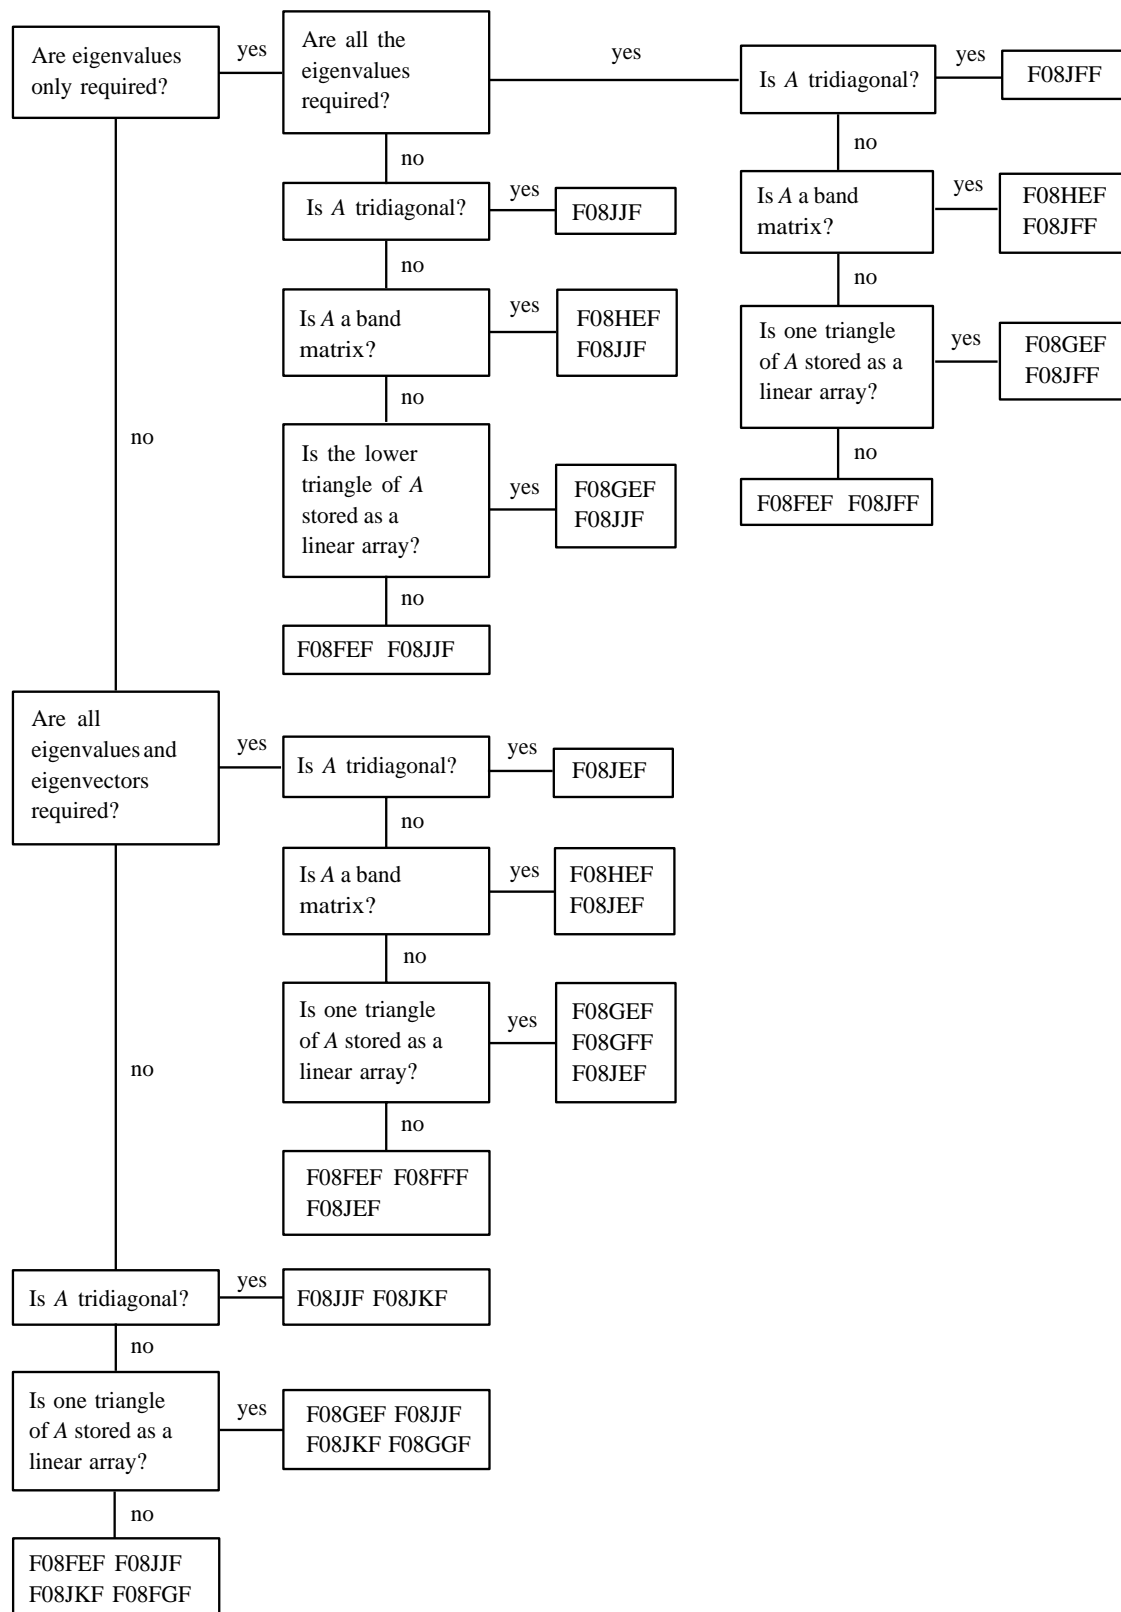 Are eigenvalues
only required?
yes
Are all the
eigenvalues
required?
yes
Is A tridiagonal?
yes
F08JFF
no
Is A a band
matrix?
yes
F08HEF
F08JFF
no
Is one triangle
of A stored as a
linear array?
yes
F08GEF
F08JFF
no
F08FEF F08JFF
no
Is A tridiagonal?
yes
F08JJF
no
Is A a band
matrix?
yes
F08HEF
F08JJF
no
Is the lower
triangle of A
stored as a
linear array?
yes
F08GEF
F08JJF
no
F08FEF F08JJF
no
Are all
eigenvalues and
eigenvectors
required?
yes
Is A tridiagonal?
yes
F08JEF
no
Is A a band
matrix?
yes
F08HEF
F08JEF
no
Is one triangle
of A stored as a
linear array?
yes
F08GEF
F08GFF
F08JEF
no
F08FEF F08FFF
F08JEF
no
Is A tridiagonal?
yes
F08JJF F08JKF
no
Is one triangle
of A stored as a
linear array?
yes
F08GEF F08JJF
F08JKF F08GGF
no
F08FEF F08JJF
F08JKF F08FGF